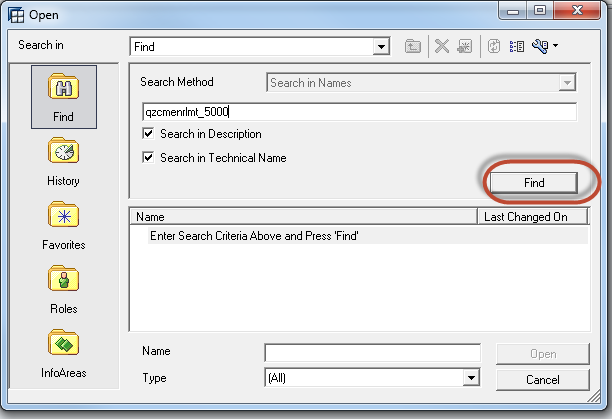 Open
Search in
Find
Find
History
Favorites
Roles
InfoAreas
Search Method
Search in Names
qzcmenrlmt_5000
Search in Description
Search in Technical Name
Find
Name
Last Changed On
Enter Search Criteria Above and Press 'Find'
Name
Open
Type
(All)
Cancel